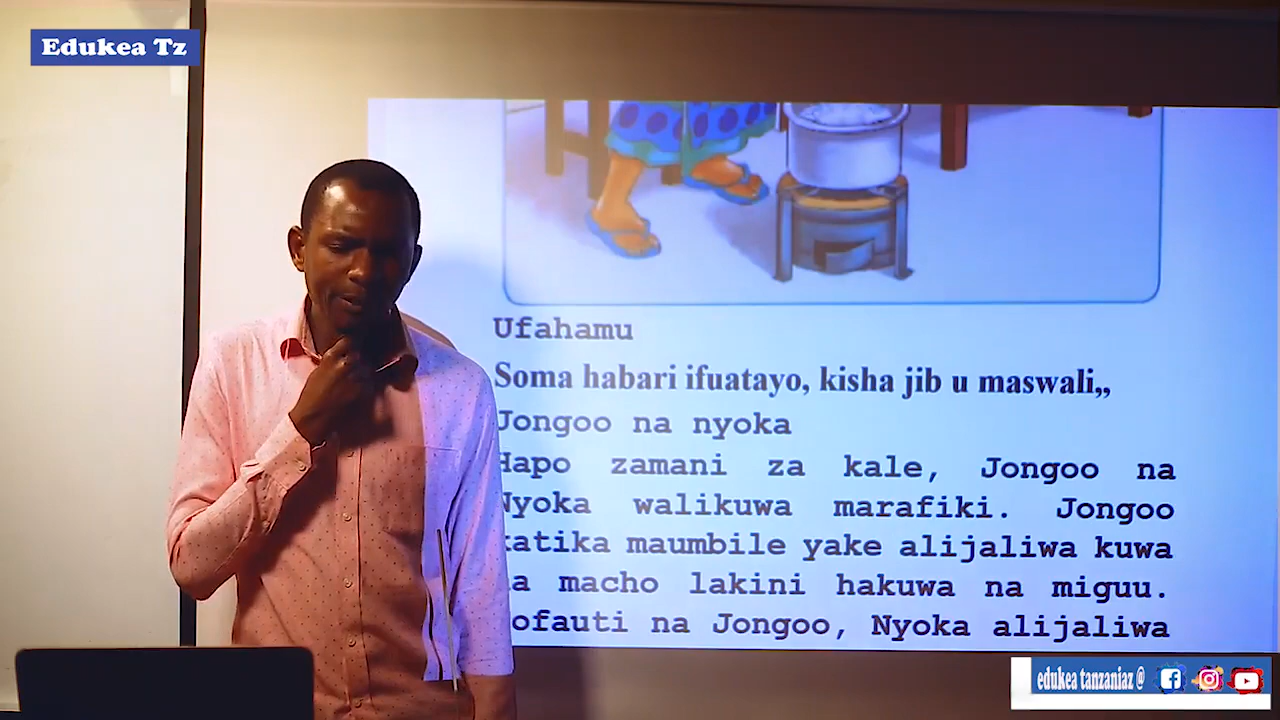 Edukea Tz
Ufahamu
Soma habari ifuatayo, kisha jib u maswali,,
Jongoo na nyoka
Hapo zamani za kale, Jongoo na
Nyoka walikuwa marafiki. Jongoo
katika maumbile yake alijaliwa kuwa
macho lakini hakuwa na miguu.
na Jongoo, Nyoka alijaliwa
edukea tanzaniaz @